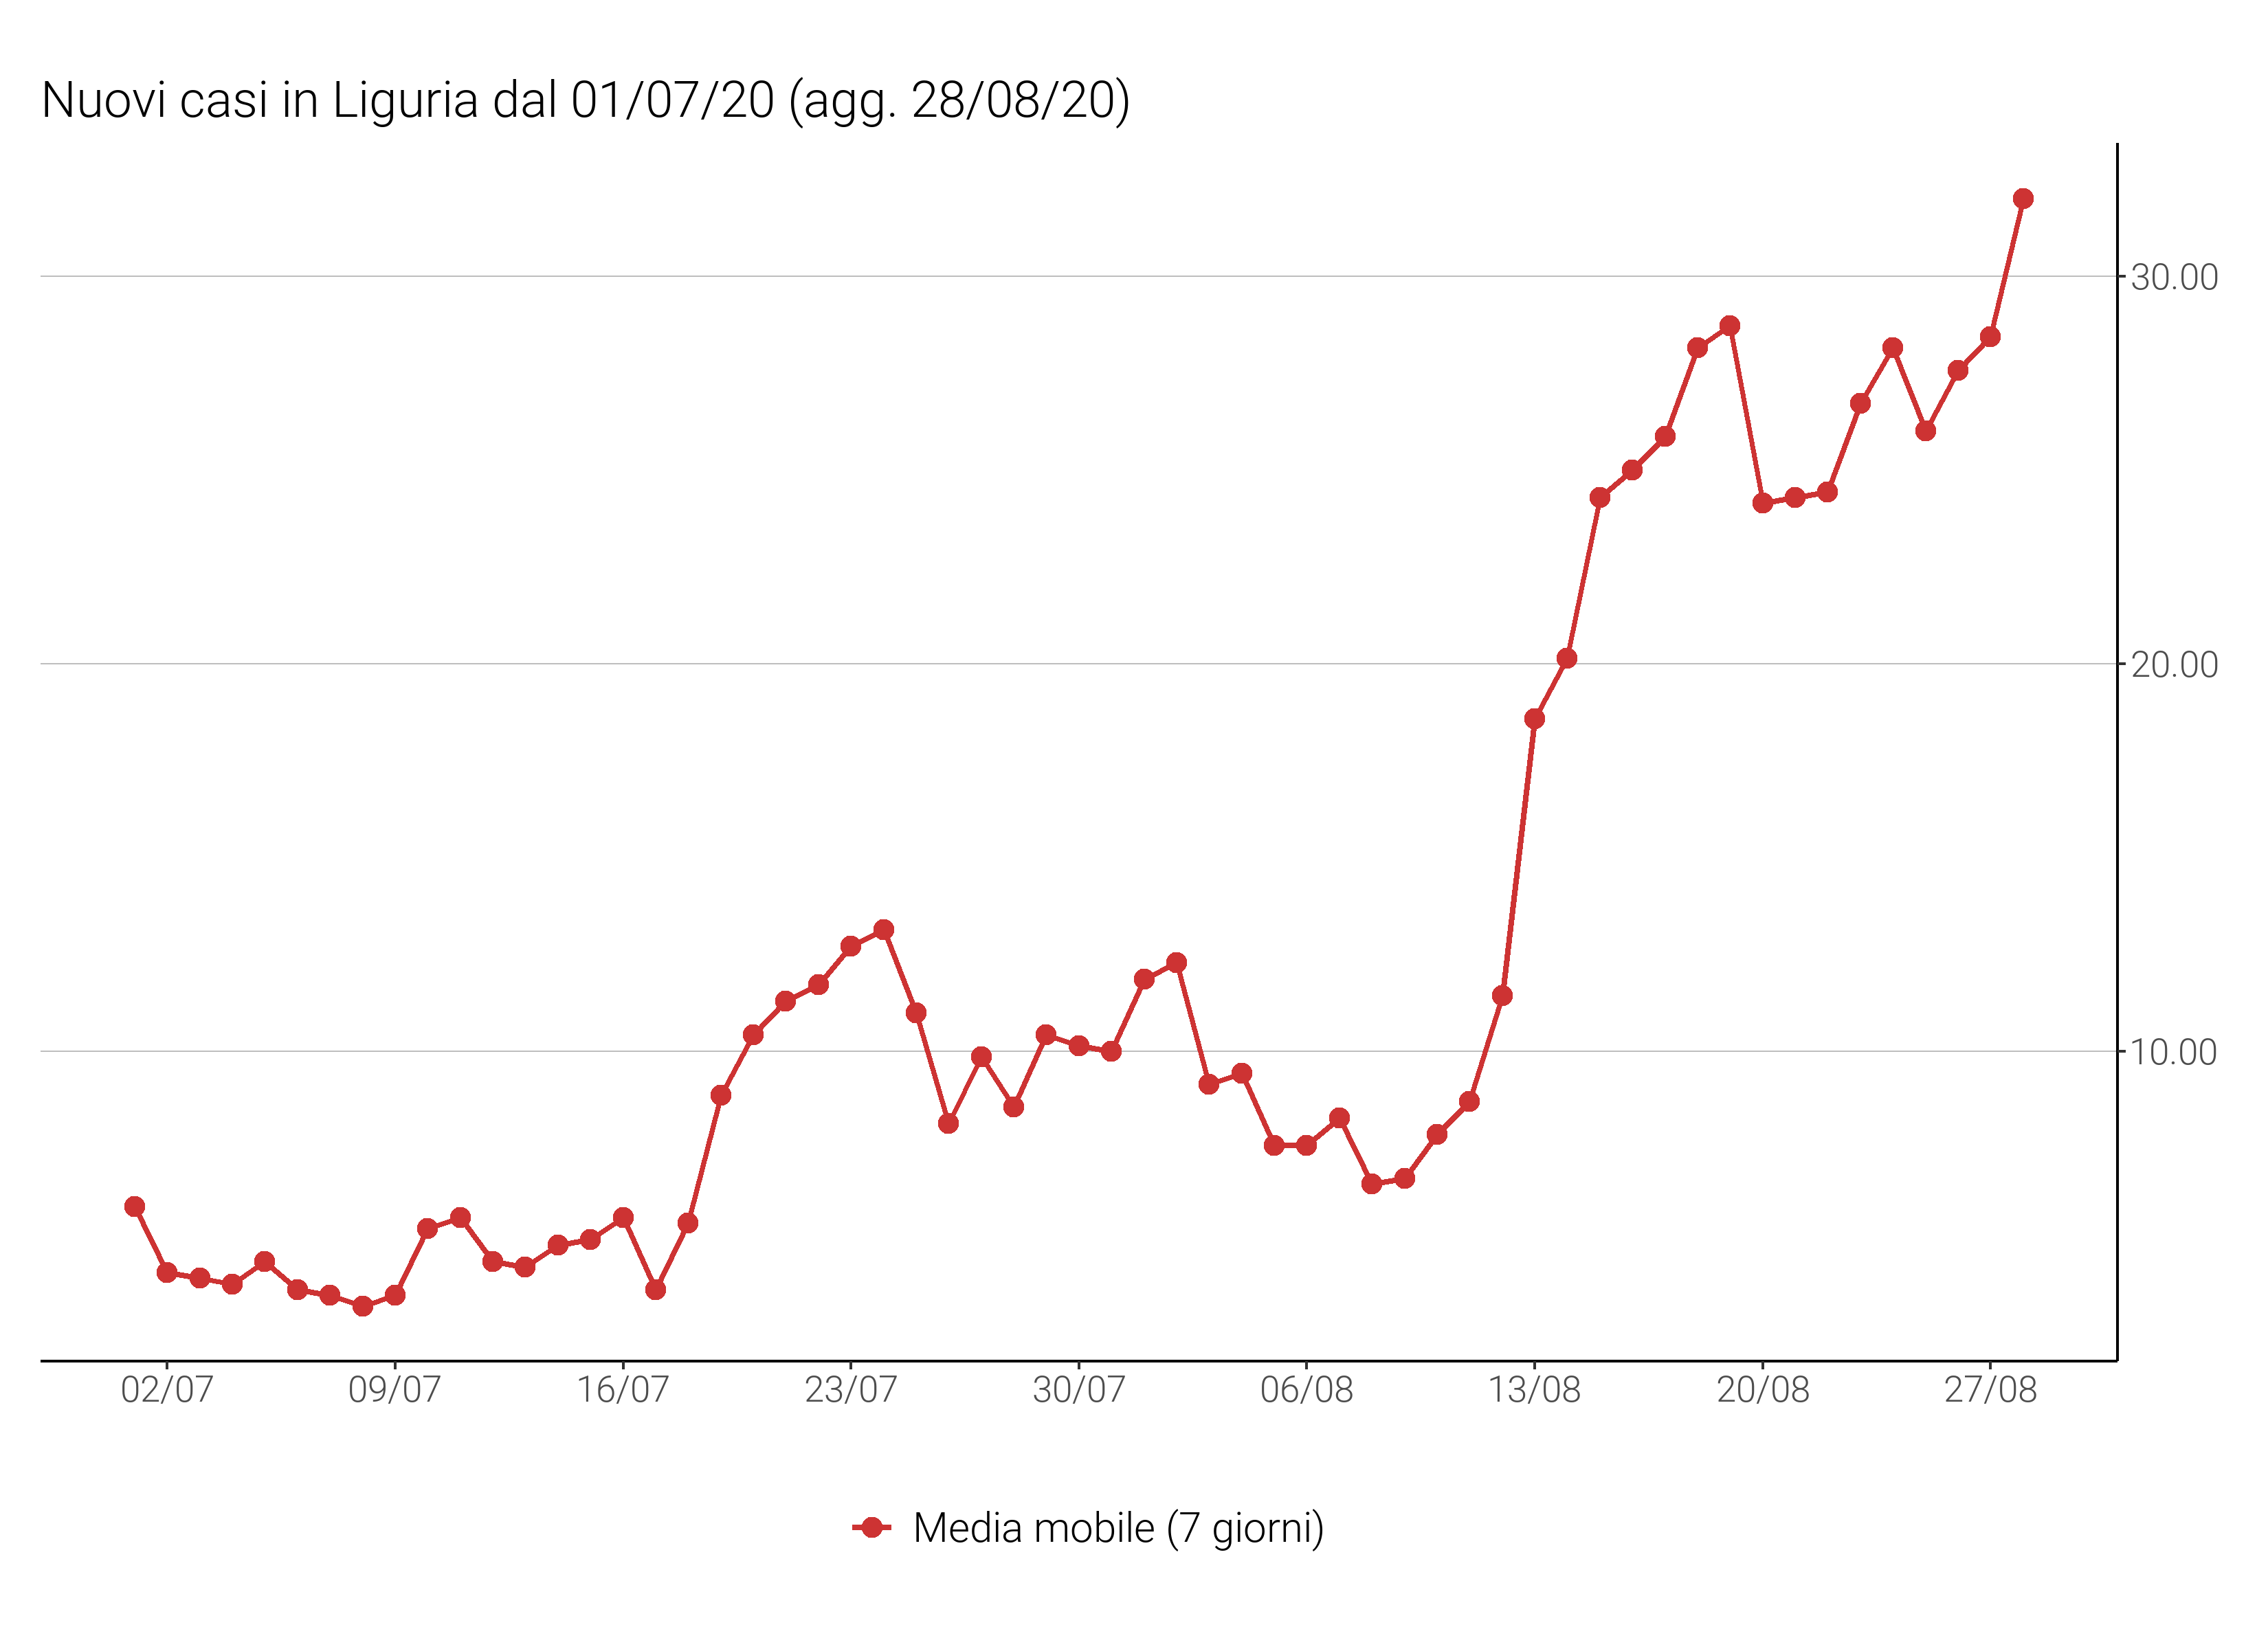 Nuovi casi in Liguria dal 01/07/20 (agg. 28/08/20)
30.00
20.00
10.00
02/07 09/07 16/07 23/07 30/07 06/08 13/08 20/08 27/08
Media mobile (7 giorni)